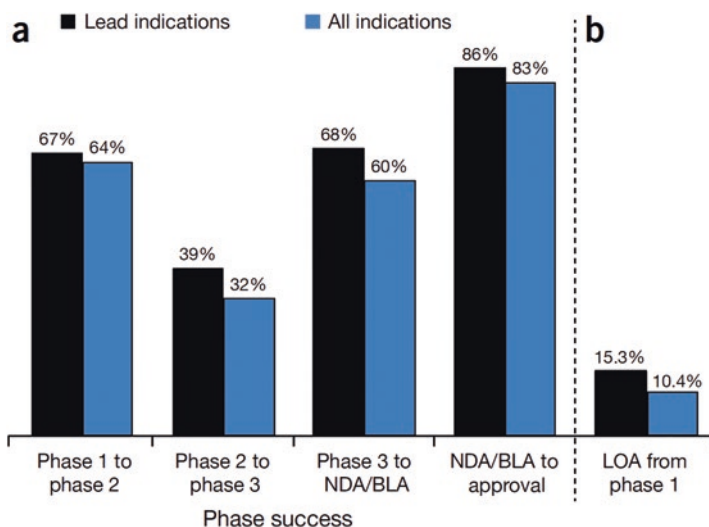 a
Lead indications
All indications
b
67%
64%
39%
32%
68%
60%
86%
83%
15.3%
10.4%
Phase 1 to
phase 2
Phase 2 to
phase 3
Phase 3 to
NDA/BLA
NDA/BLA to
approval
LOA from
phase 1
Phase success